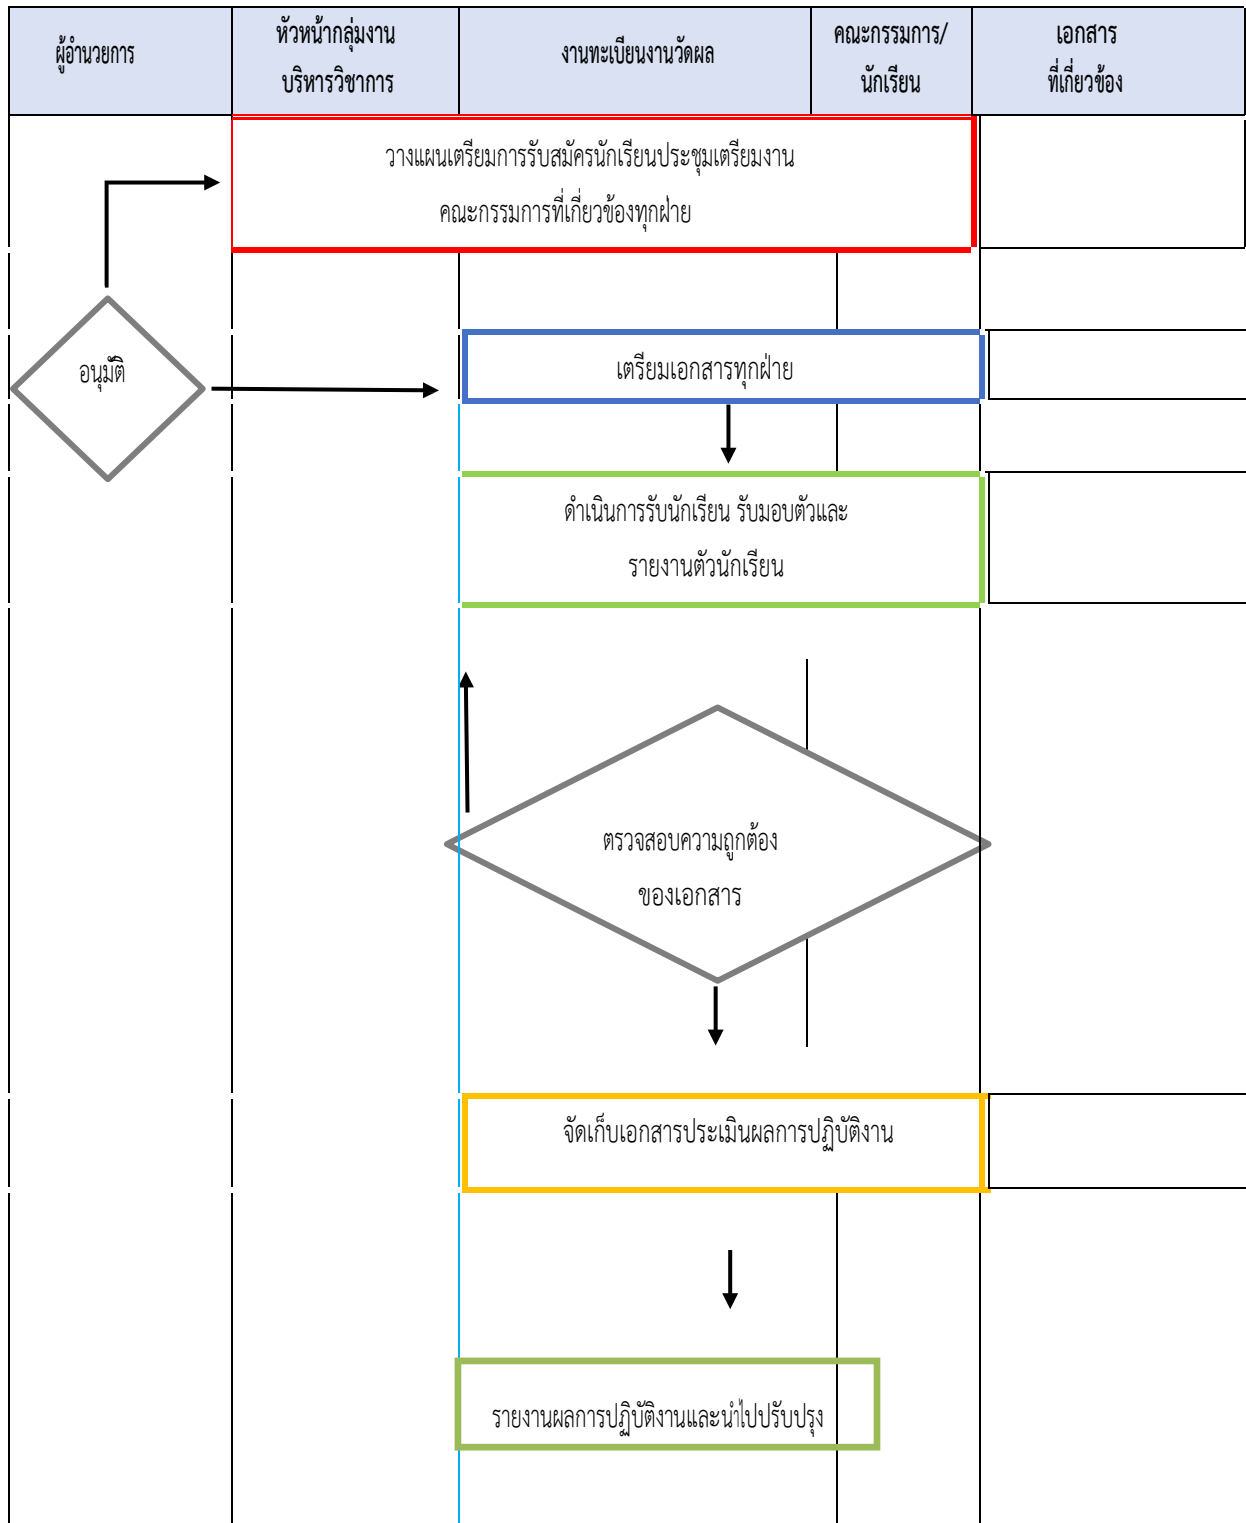 ผู้อำนวยการ
หัวหน้ากลุ่มงาน
บริหารวิชาการ
งานทะเบียนงานวัดผล
คณะกรรมการ/
นักเรียน
เอกสาร
ที่เกี่ยวข้อง
วางแผนเตรียมการรับสมัครนักเรียนประชุมเตรียมงาน
คณะกรรมการที่เกี่ยวข้องทุกฝ่าย
อนุมัติ
เตรียมเอกสารทุกฝ่าย
ดำเนินการรับนักเรียน รับมอบตัวและ
รายงานตัวนักเรียน
ตรวจสอบความถูกต้อง
ของเอกสาร
จัดเก็บเอกสารประเมินผลการปฏิบัติงาน
รายงานผลการปฏิบัติงานและนำไปปรับปรุง